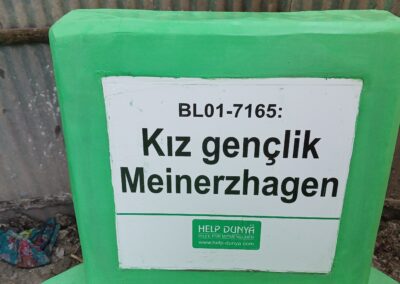 BL01-7165:
Kız gençlik
Meinerzhagen
HELP DUNYA
www.help-dunya.com